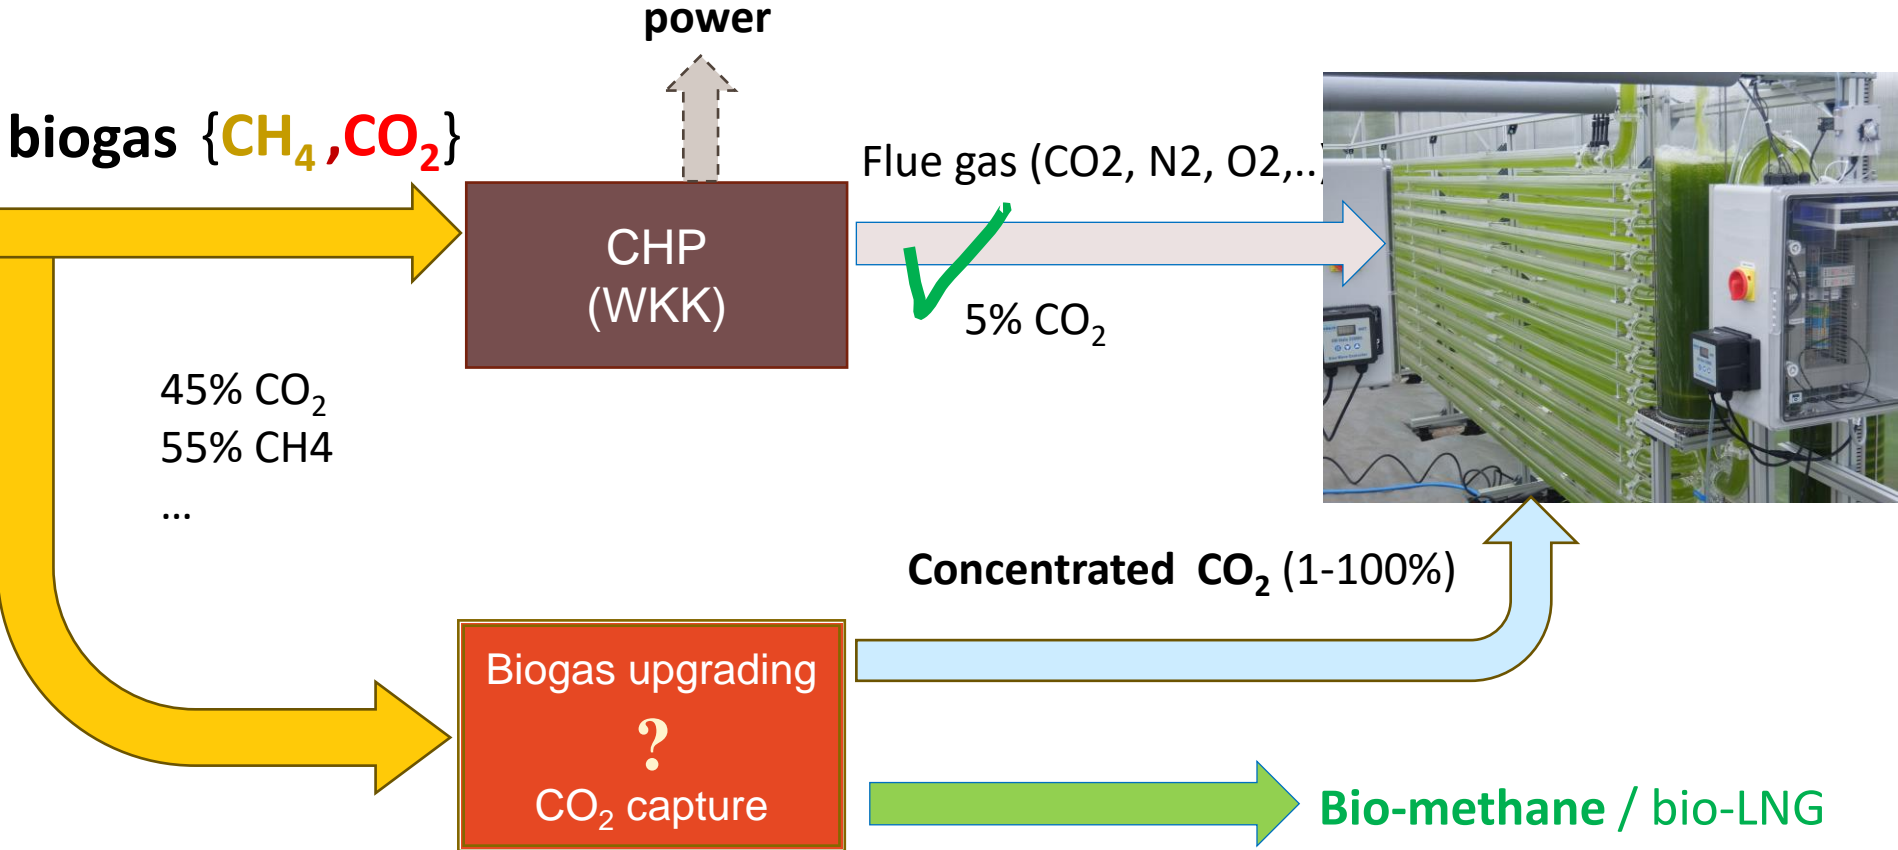 power
biogas {CH₄ ,CO₂}
Flue gas (CO2, N2, O2,..)
CHP
(WKK)
5% CO₂
45% CO₂
55% CH4
...
Concentrated CO₂ (1-100%)
Biogas upgrading
?
CO₂ capture
Bio-methane / bio-LNG